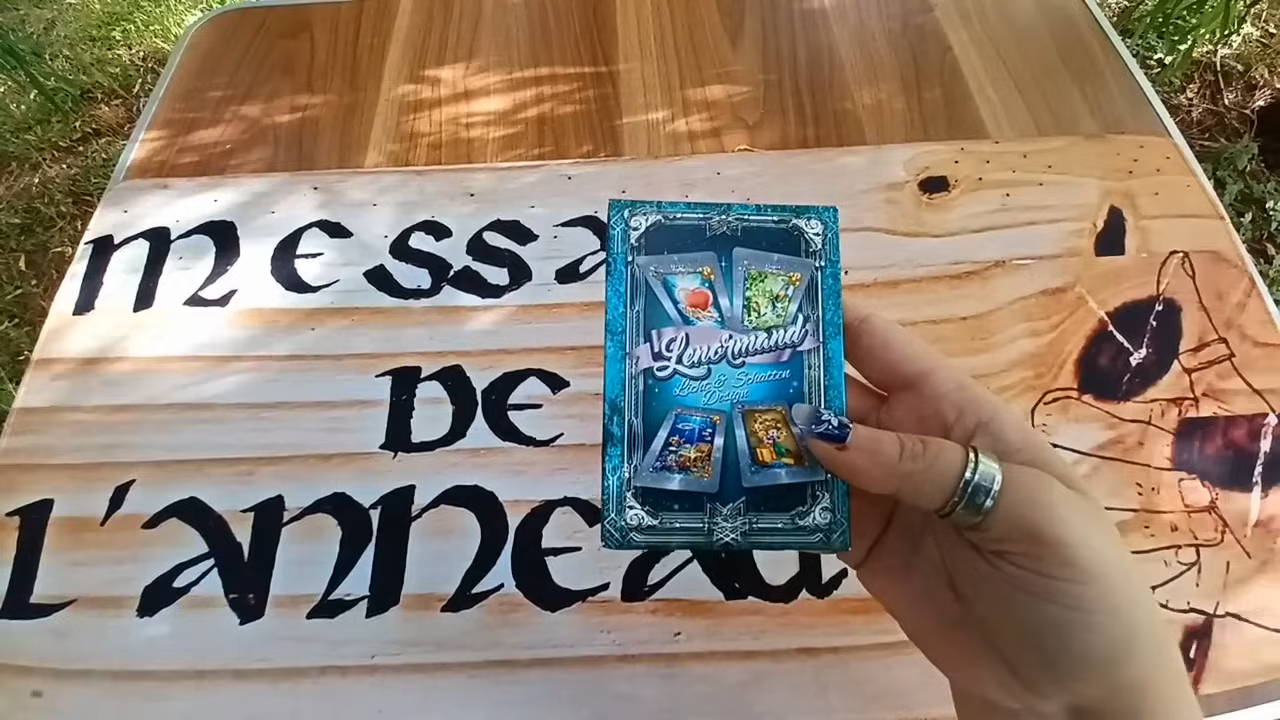 messa
de
l'anneau
Lenormand
Licht & Schatten
Design